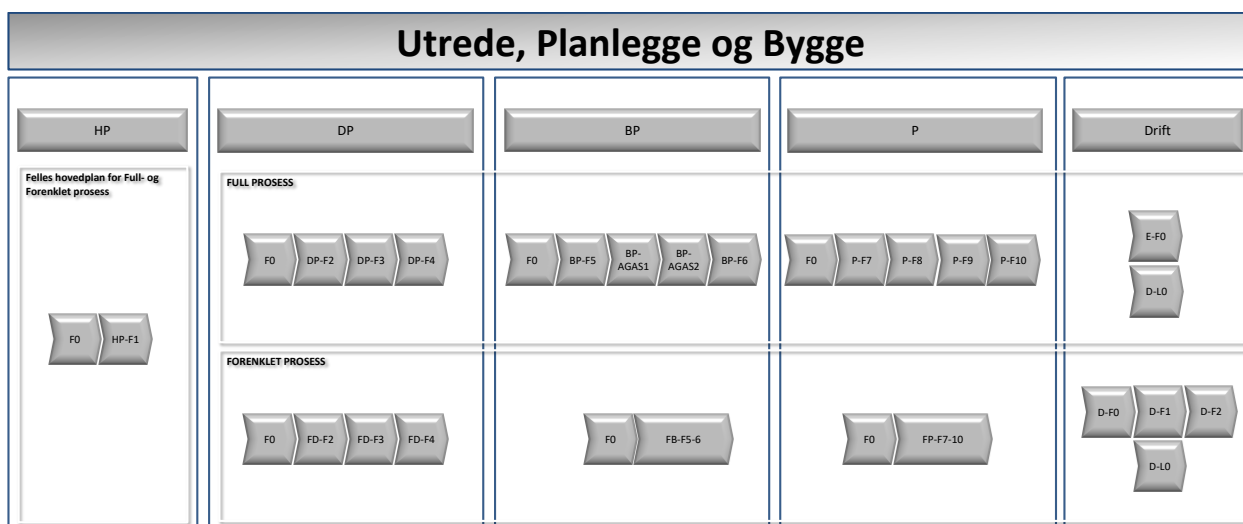 Utrede, Planlegge og Bygge
HP
DP
BP
P
Drift
Felles hovedplan for Full- og
Forenklet prosess
F0
HP-F1
FULL PROSESS
F0
DP-F2
DP-F3
DP-F4
F0
BP-F5
BP-
AGAS1
BP-
AGAS2
BP-F6
F0
P-F7
P-F8
P-F9
P-F10
E-F0
D-L0
FORENKLET PROSESS
F0
FD-F2
FD-F3
FD-F4
F0
FB-F5-6
F0
FP-F7-10
D-F0
D-F1
D-F2
D-L0